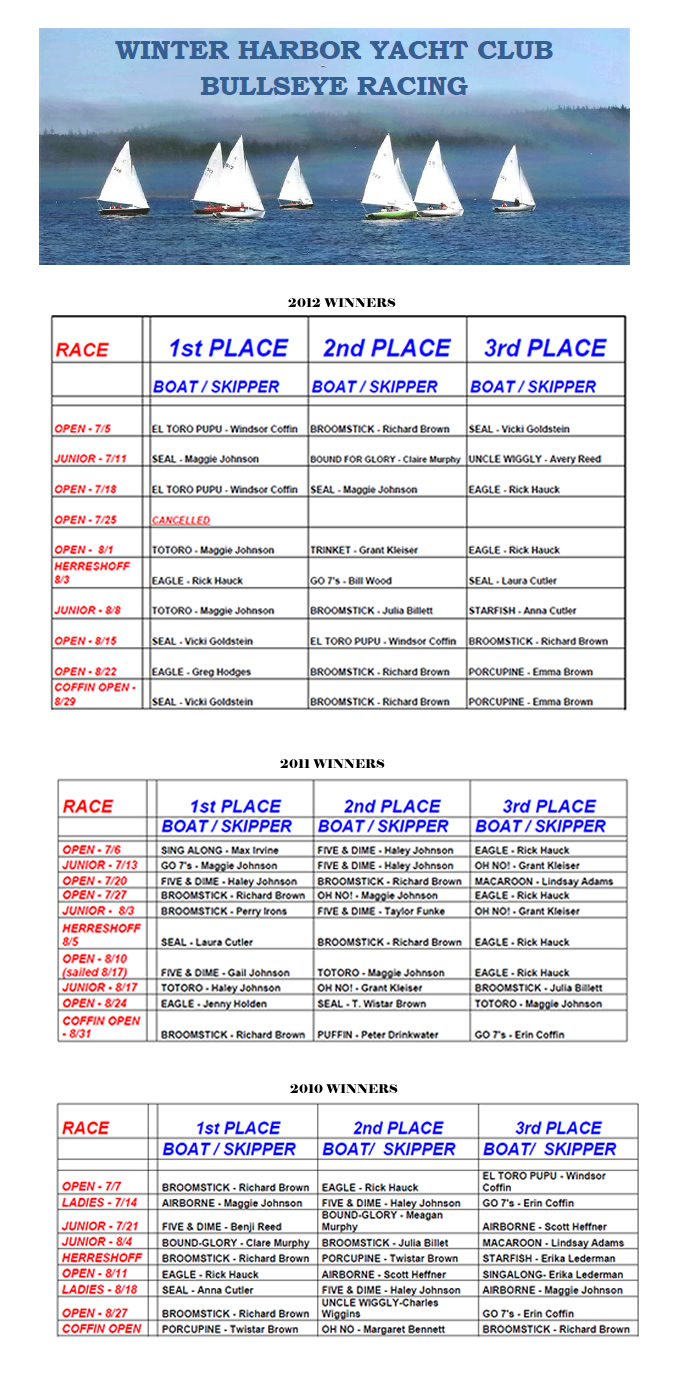 WINTER HARBOR YACHT CLUB
BULLSEYE RACING
2012 WINNERS
RACE 1st PLACE 2nd PLACE 3rd PLACE
BOAT / SKIPPER BOAT / SKIPPER BOAT / SKIPPER
OPEN - 7/5 EL TORO PUPU - Windsor Coffin BROOMSTICK - Richard Brown SEAL - Vicki Goldstein
JUNIOR - 7/11 SEAL - Maggie Johnson BOUND FOR GLORY - Claire Murphy UNCLE WIGGLY - Avery Reed
OPEN - 7/18 EL TORO PUPU - Windsor Coffin SEAL - Maggie Johnson EAGLE - Rick Hauck
OPEN - 7/25 CANCELLED
OPEN - 8/1 TOTORO - Maggie Johnson TRINKET - Grant Kleiser EAGLE - Rick Hauck
HERRESHOFF
8/3 EAGLE - Rick Hauck GO 7's - Bill Wood SEAL - Laura Cutler
JUNIOR - 8/8 TOTORO - Maggie Johnson BROOMSTICK - Julia Billett STARFISH - Anna Cutler
OPEN - 8/15 SEAL - Vicki Goldstein EL TORO PUPU - Windsor Coffin BROOMSTICK - Richard Brown
OPEN - 8/22 EAGLE - Greg Hodges BROOMSTICK - Richard Brown PORCUPINE - Emma Brown
COFFIN OPEN -
8/29 SEAL - Vicki Goldstein BROOMSTICK - Richard Brown PORCUPINE - Emma Brown
2011 WINNERS
RACE 1st PLACE 2nd PLACE 3rd PLACE
BOAT / SKIPPER BOAT / SKIPPER BOAT / SKIPPER
OPEN - 7/6 SING ALONG - Max Irvine FIVE & DIME - Haley Johnson EAGLE - Rick Hauck
JUNIOR - 7/13 GO 7's - Maggie Johnson FIVE & DIME - Haley Johnson OH NO! - Grant Kleiser
OPEN - 7/20 FIVE & DIME - Haley Johnson BROOMSTICK - Richard Brown MACAROON - Lindsay Adams
OPEN - 7/27 BROOMSTICK - Richard Brown OH NO! - Maggie Johnson EAGLE - Rick Hauck
JUNIOR - 8/3 BROOMSTICK - Perry Irons FIVE & DIME - Taylor Funke OH NO! - Grant Kleiser
HERRESHOFF
8/5 SEAL - Laura Cutler BROOMSTICK - Richard Brown EAGLE - Rick Hauck
OPEN - 8/10
(sailed 8/17) FIVE & DIME - Gail Johnson TOTORO - Maggie Johnson EAGLE - Rick Hauck
JUNIOR - 8/17 TOTORO - Haley Johnson OH NO! - Grant Kleiser BROOMSTICK - Julia Billett
OPEN - 8/24 EAGLE - Jenny Holden SEAL - T. Wistar Brown TOTORO - Maggie Johnson
COFFIN OPEN
- 8/31 BROOMSTICK - Richard Brown PUFFIN - Peter Drinkwater GO 7's - Erin Coffin
2010 WINNERS
RACE 1st PLACE 2nd PLACE 3rd PLACE
BOAT / SKIPPER BOAT/ SKIPPER BOAT/ SKIPPER
EL TORO PUPU - Windsor
OPEN - 7/7 BROOMSTICK - Richard Brown EAGLE - Rick Hauck Coffin
LADIES - 7/14 AIRBORNE - Maggie Johnson FIVE & DIME - Haley Johnson GO 7's - Erin Coffin
BOUND-GLORY - Meagan
JUNIOR - 7/21 FIVE & DIME - Benji Reed Murphy AIRBORNE - Scott Heffner
JUNIOR - 8/4 BOUND-GLORY - Clare Murphy BROOMSTICK - Julia Billet MACAROON - Lindsay Adams
HERRESHOFF BROOMSTICK - Richard Brown PORCUPINE - Twistar Brown STARFISH - Erika Lederman
OPEN - 8/11 EAGLE - Rick Hauck AIRBORNE - Scott Heffner SINGALONG- Erika Lederman
LADIES - 8/18 SEAL - Anna Cutler FIVE & DIME - Haley Johnson AIRBORNE - Maggie Johnson
UNCLE WIGGLY-Charles
OPEN - 8/27 BROOMSTICK - Richard Brown Wiggins GO 7's - Erin Coffin
COFFIN OPEN PORCUPINE - Twistar Brown OH NO - Margaret Bennett BROOMSTICK - Richard Brown